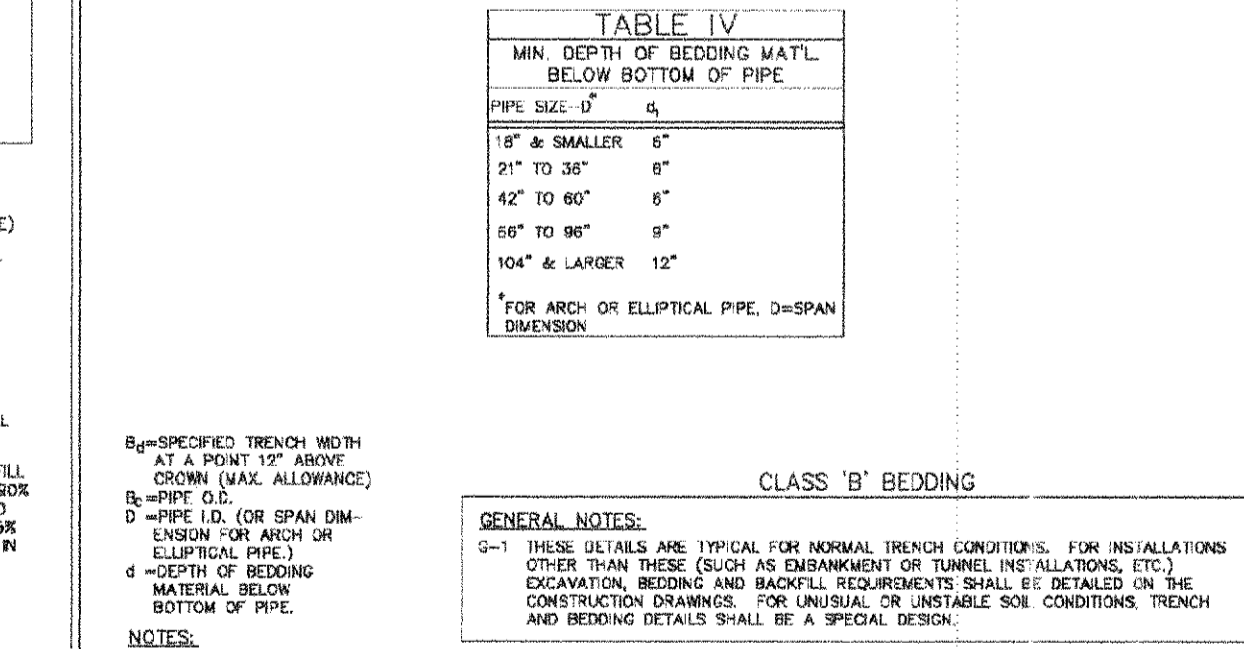 TABLE IV
MIN. DEPTH OF BEDDING MAT'L.
BELOW BOTTOM OF PIPE
PIPE SIZE--D* d₁
18" & SMALLER 6"
21" TO 36" 6"
42" TO 60" 6"
66" TO 96" 9"
104" & LARGER 12"
*FOR ARCH OR ELLIPTICAL PIPE, D=SPAN
DIMENSION
E)
L
FILL
90%
IN
Bd=SPECIFIED TRENCH WIDTH
AT A POINT 12" ABOVE
CROWN (MAX. ALLOWANCE)
Bc=PIPE O.D.
D =PIPE I.D. (OR SPAN DIM-
ENSION FOR ARCH OR
ELLIPTICAL PIPE.)
d =DEPTH OF BEDDING
MATERIAL BELOW
BOTTOM OF PIPE.
NOTES:
CLASS 'B' BEDDING
GENERAL NOTES:
G-1 THESE DETAILS ARE TYPICAL FOR NORMAL TRENCH CONDITIONS. FOR INSTALLATIONS
OTHER THAN THESE (SUCH AS EMBANKMENT OR TUNNEL INSTALLATIONS, ETC.)
EXCAVATION, BEDDING AND BACKFILL REQUIREMENTS SHALL BE DETAILED ON THE
CONSTRUCTION DRAWINGS. FOR UNUSUAL OR UNSTABLE SOIL CONDITIONS, TRENCH
AND BEDDING DETAILS SHALL BE A SPECIAL DESIGN.